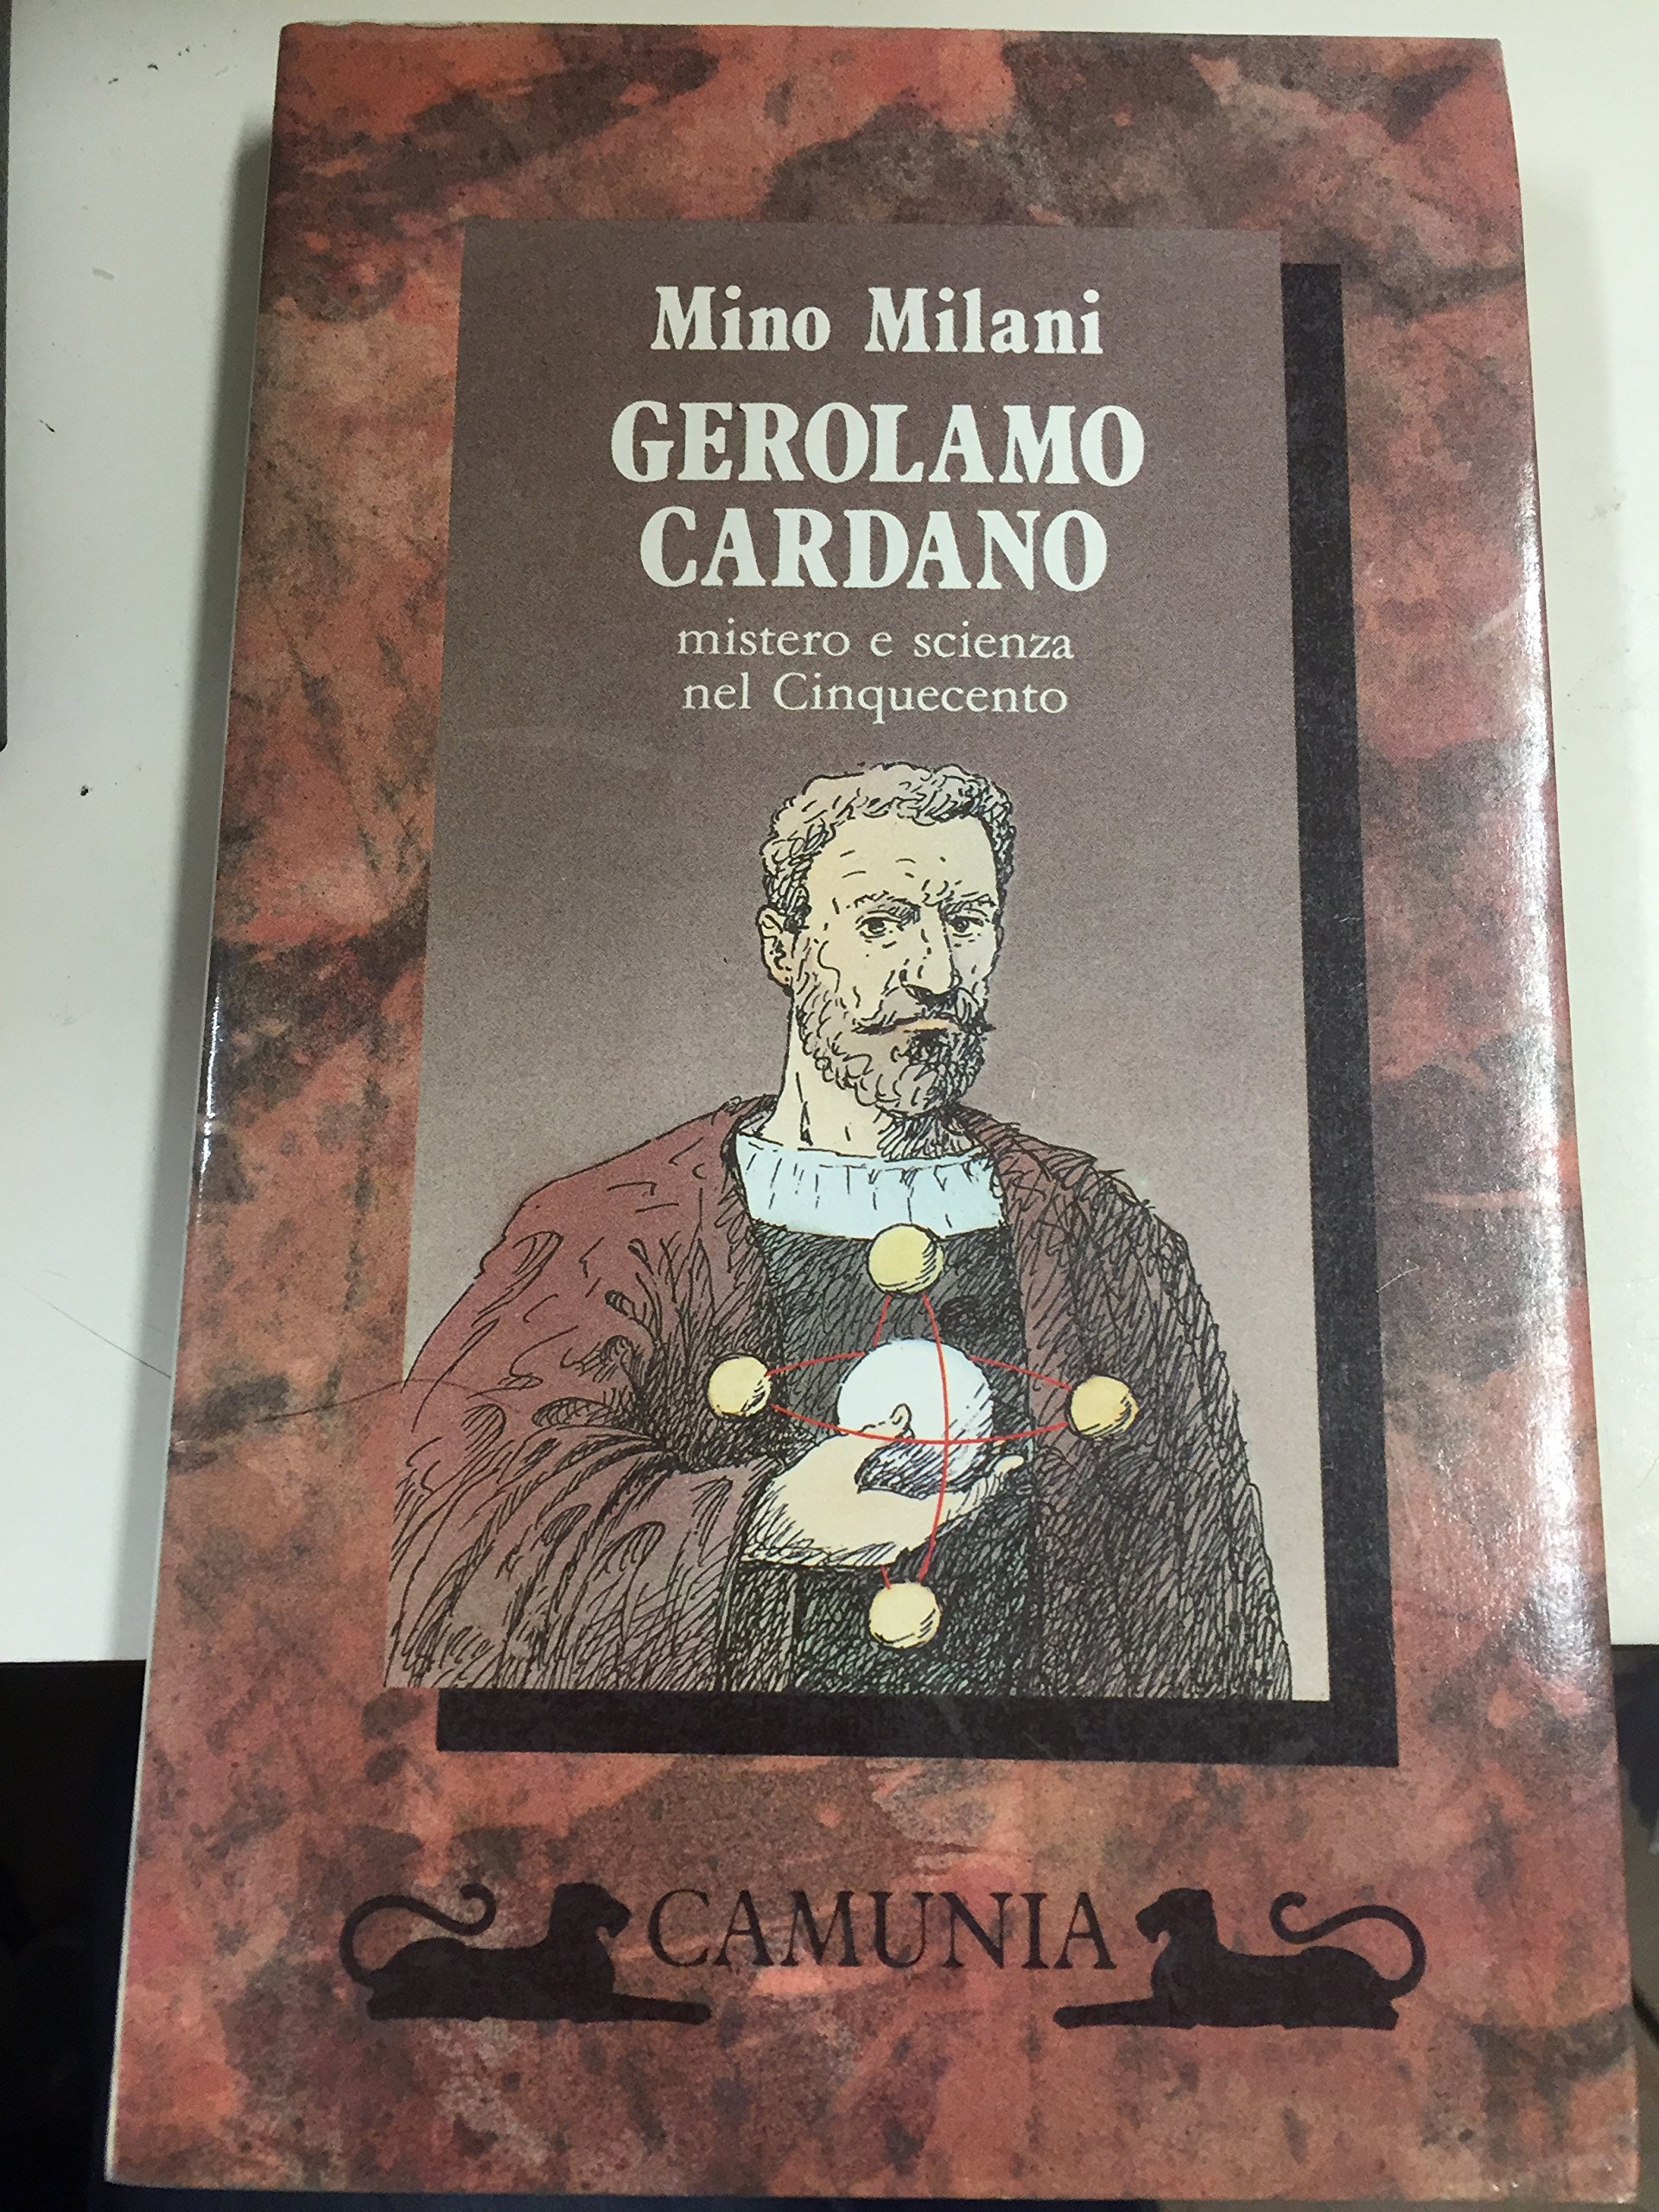 Mino Milani
GEROLAMO
CARDANO
mistero e scienza
nel Cinquecento
CAMUNIA